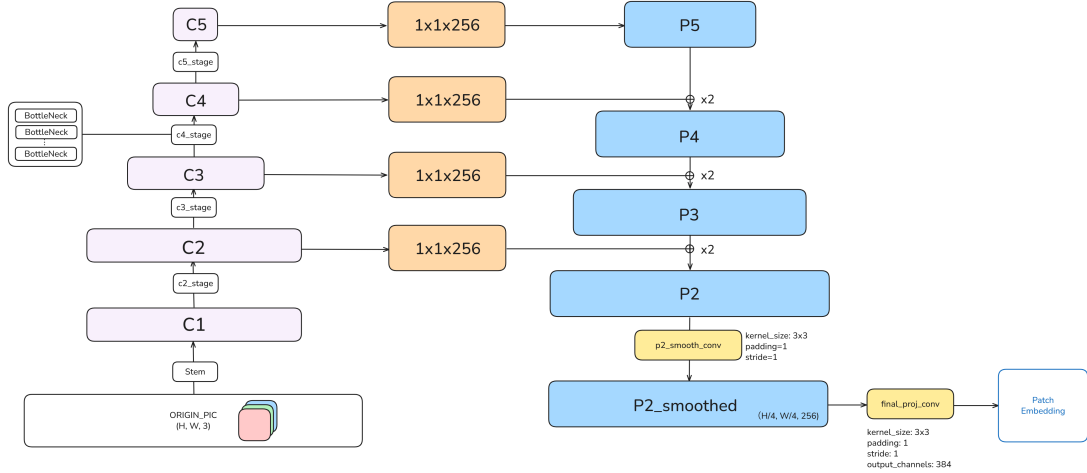 C5
1x1x256
P5
c5_stage
C4
1x1x256
x2
BottleNeck
BottleNeck
BottleNeck
c4_stage
P4
C3
1x1x256
x2
c3_stage
P3
C2
1x1x256
x2
c2_stage
P2
C1
p2_smooth_conv
kernel_size: 3x3
padding=1
stride=1
Stem
ORIGIN_PIC
(H, W, 3)
P2_smoothed
(H/4, W/4, 256)
final_proj_conv
kernel_size: 3x3
padding: 1
stride: 1
output_channels: 384
Patch
Embedding